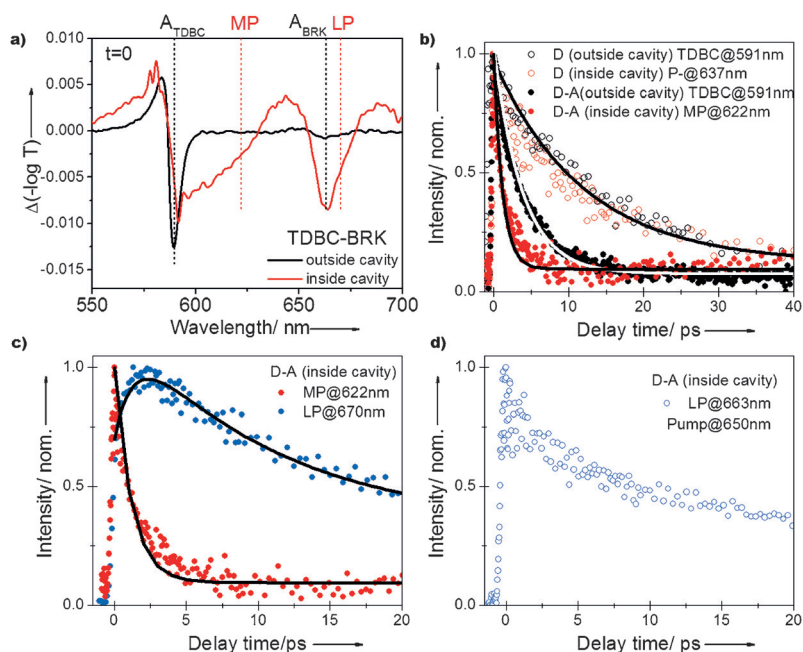 a)
A_TDBC MP A_BRK LP
t=0
Δ(-log T)
0.010
0.005
0.000
-0.005
-0.010
-0.015
TDBC-BRK
outside cavity
inside cavity
550 600 650 700
Wavelength/ nm
b)
D (outside cavity) TDBC@591nm
D (inside cavity) P-@637nm
D-A(outside cavity) TDBC@591nm
D-A (inside cavity) MP@622nm
Intensity/ nom.
1.0
0.5
0.0
0 10 20 30 40
Delay time/ ps
c)
D-A (inside cavity)
MP@622nm
LP@670nm
Intensity/ nom.
1.0
0.5
0.0
0 5 10 15 20
Delay time/ps
d)
D-A (inside cavity)
LP@663nm
Pump@650nm
Intensity/ nom.
1.0
0.5
0.0
0 5 10 15 20
Delay time/ ps